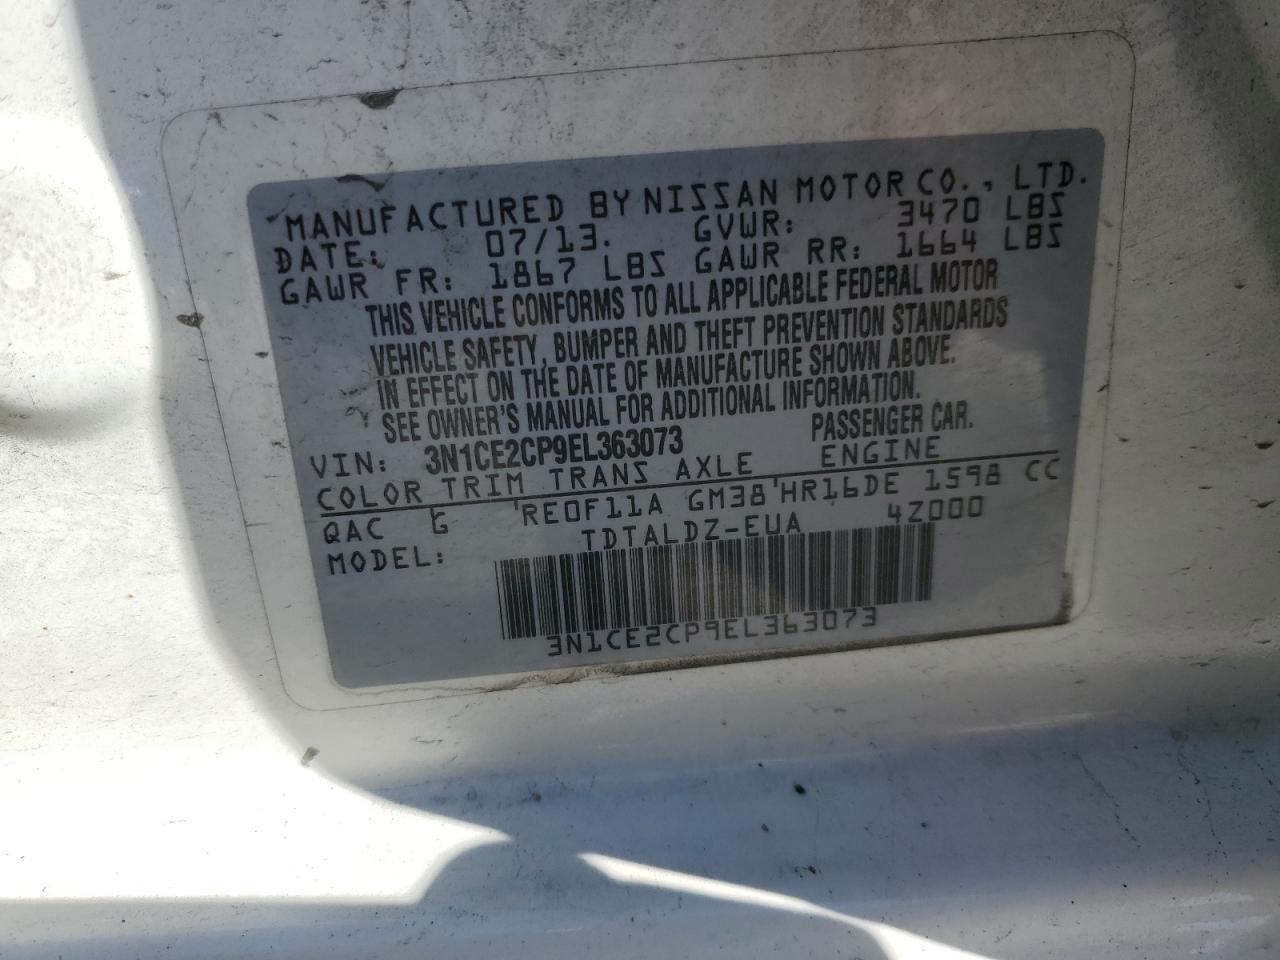 MANUFACTURED BY NISSAN MOTOR CO., LTD.
DATE: 07/13. GVWR: 3470 LBS
GAWR FR: 1867 LBS GAWR RR: 1664 LBS
THIS VEHICLE CONFORMS TO ALL APPLICABLE FEDERAL MOTOR
VEHICLE SAFETY, BUMPER AND THEFT PREVENTION STANDARDS
IN EFFECT ON THE DATE OF MANUFACTURE SHOWN ABOVE.
SEE OWNER'S MANUAL FOR ADDITIONAL INFORMATION.
VIN: 3N1CE2CP9EL363073 PASSENGER CAR.
COLOR TRIM TRANS AXLE ENGINE
QAC G RE0F11A GM38 HR16DE 1598 CC
MODEL: TDTALDZ-EUA 4Z000
3N1CE2CP9EL363073